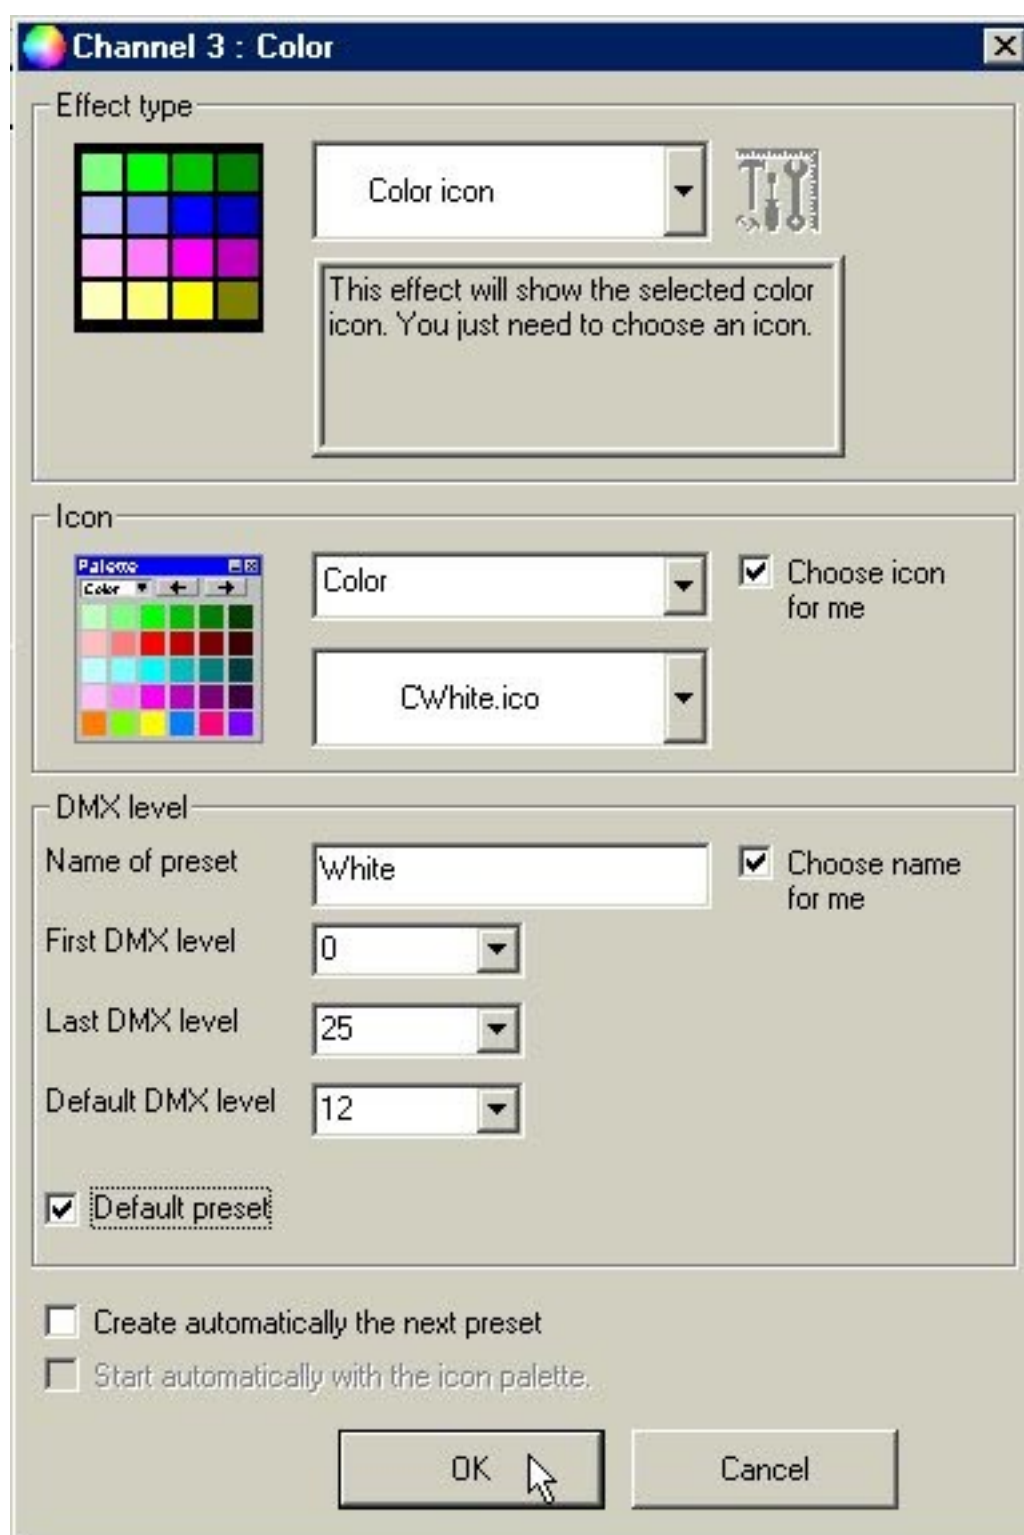 Channel 3 : Color
Effect type
Color icon
This effect will show the selected color
icon. You just need to choose an icon.
Icon
Palette
Color
Color
Choose icon
for me
CWhite.ico
DMX level
Name of preset
White
Choose name
for me
First DMX level
0
Last DMX level
25
Default DMX level
12
Default preset
Create automatically the next preset
Start automatically with the icon palette.
OK
Cancel